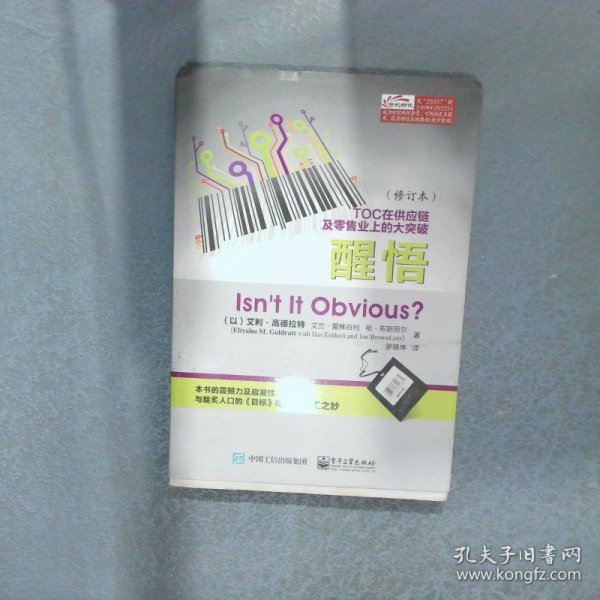 （修订本）
TOC在供应链
及零售业上的大突破
醒悟
Isn't It Obvious?
（以）艾利·高德拉特 艾兰·爱殊谷利 祖·布朗历尔 著
(Eliyahu M. Goldratt with Ilan Eshkoli and Joe BrownLeer)
罗镇坤 译
本书的震撼力及启发性
与脍炙人口的《目标》
工之妙
中国工信出版集团
电子工业出版社
孔夫子旧书网
www.kongfz.com